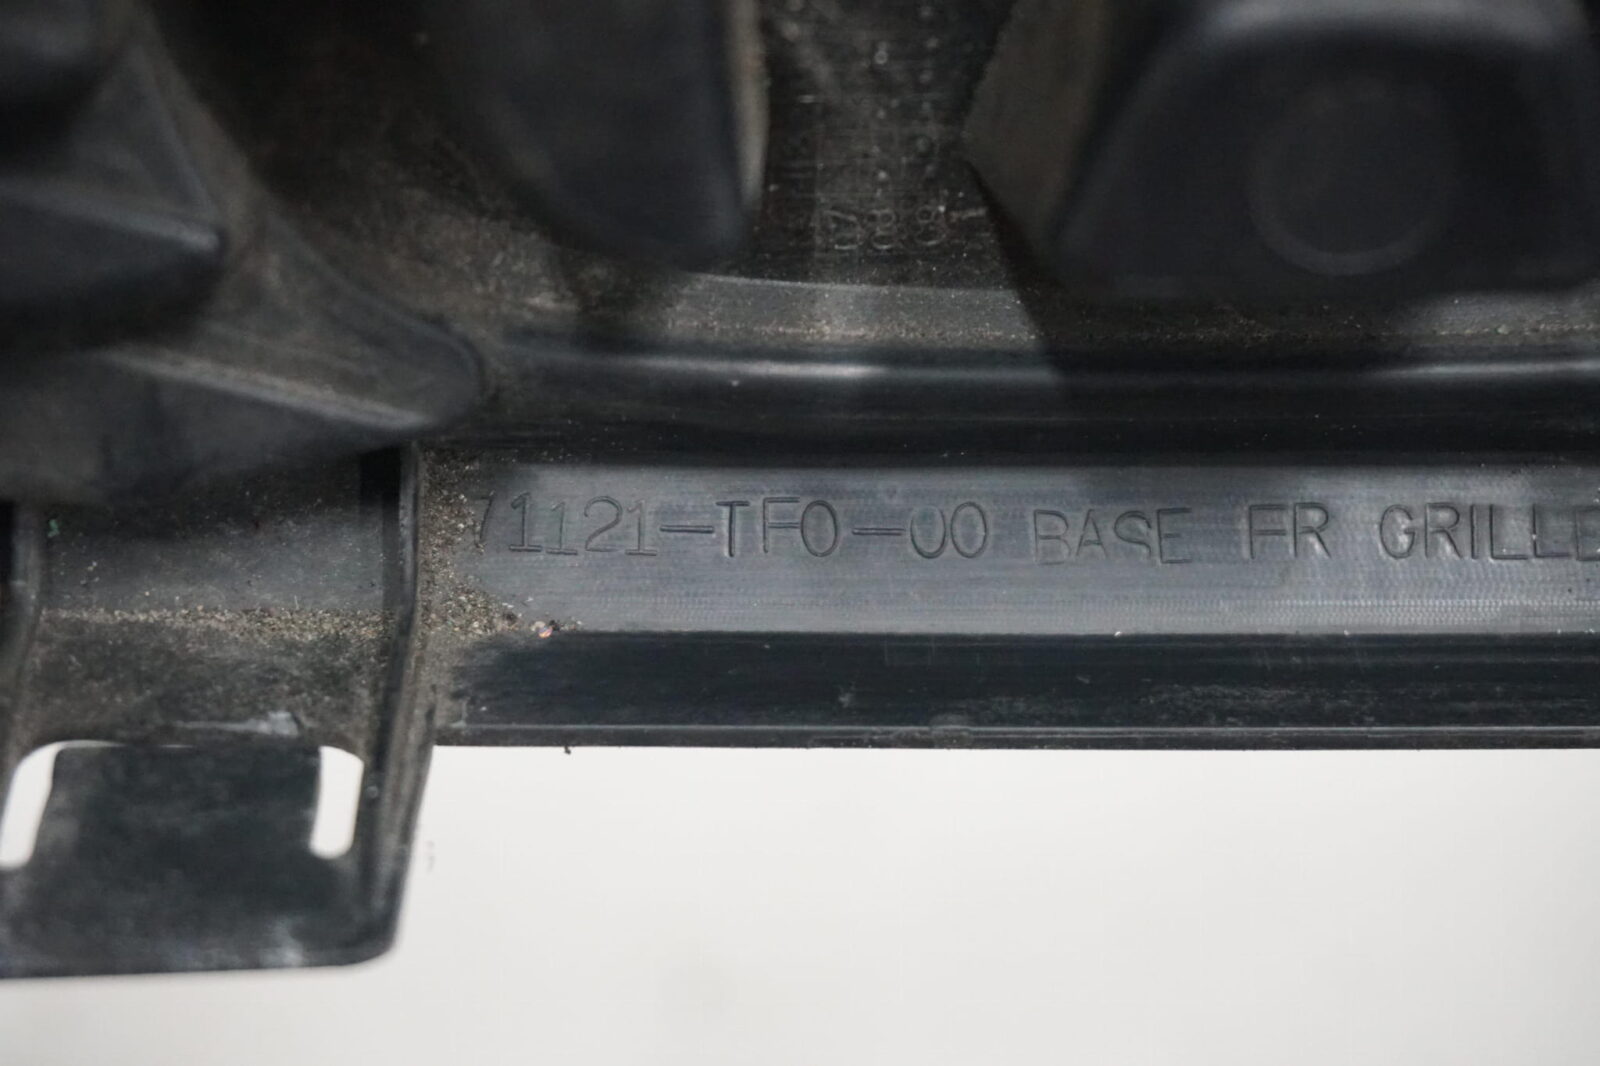 71121-TF0-00 BASE FR GRILLE